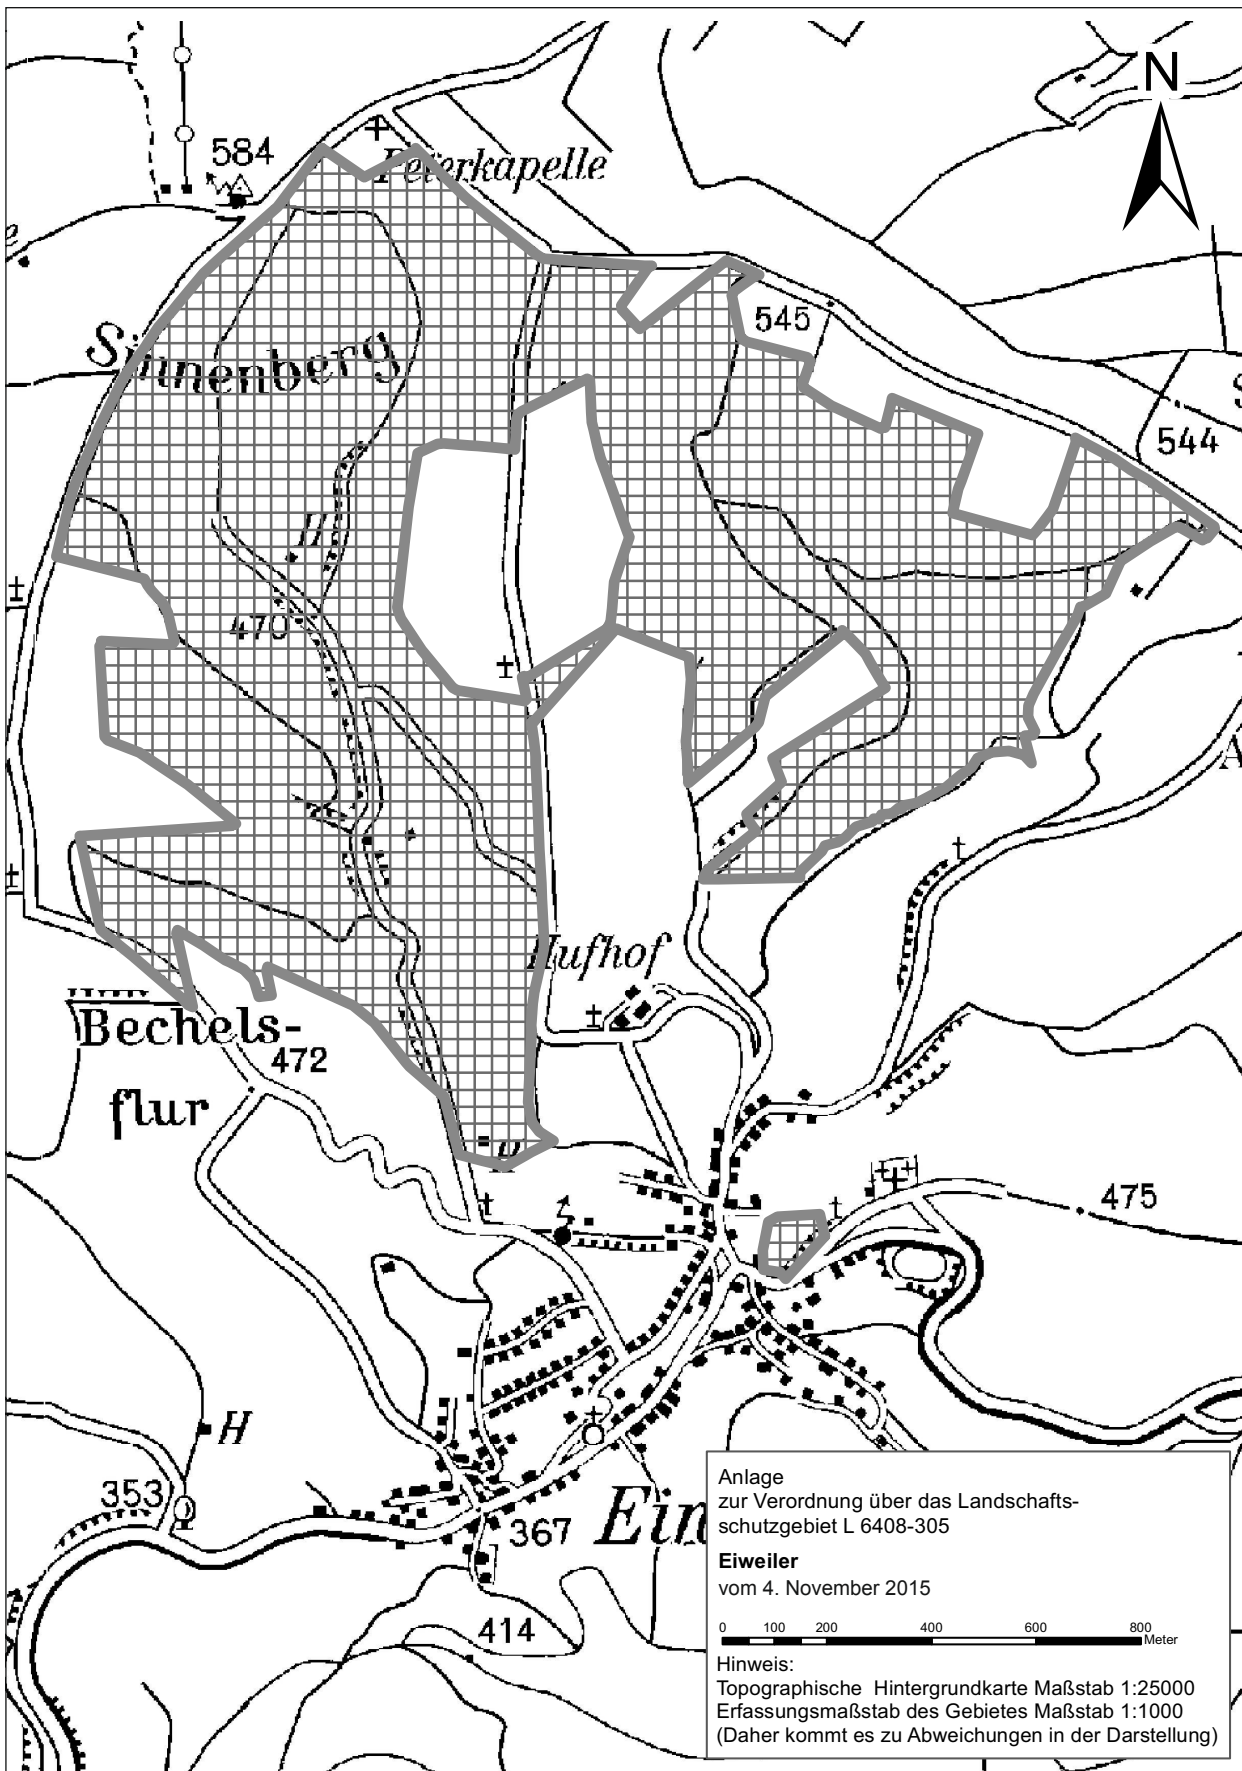 N
584
Peterkapelle
545
Sinnenberg
544
H
470
Hufhof
Bechels-
472
flur
H
475
H
353
367
Ein
414
Anlage
zur Verordnung über das Landschafts-
schutzgebiet L 6408-305
Eiweiler
vom 4. November 2015
0 100 200 400 600 800
Meter
Hinweis:
Topographische Hintergrundkarte Maßstab 1:25000
Erfassungsmaßstab des Gebietes Maßstab 1:1000
(Daher kommt es zu Abweichungen in der Darstellung)